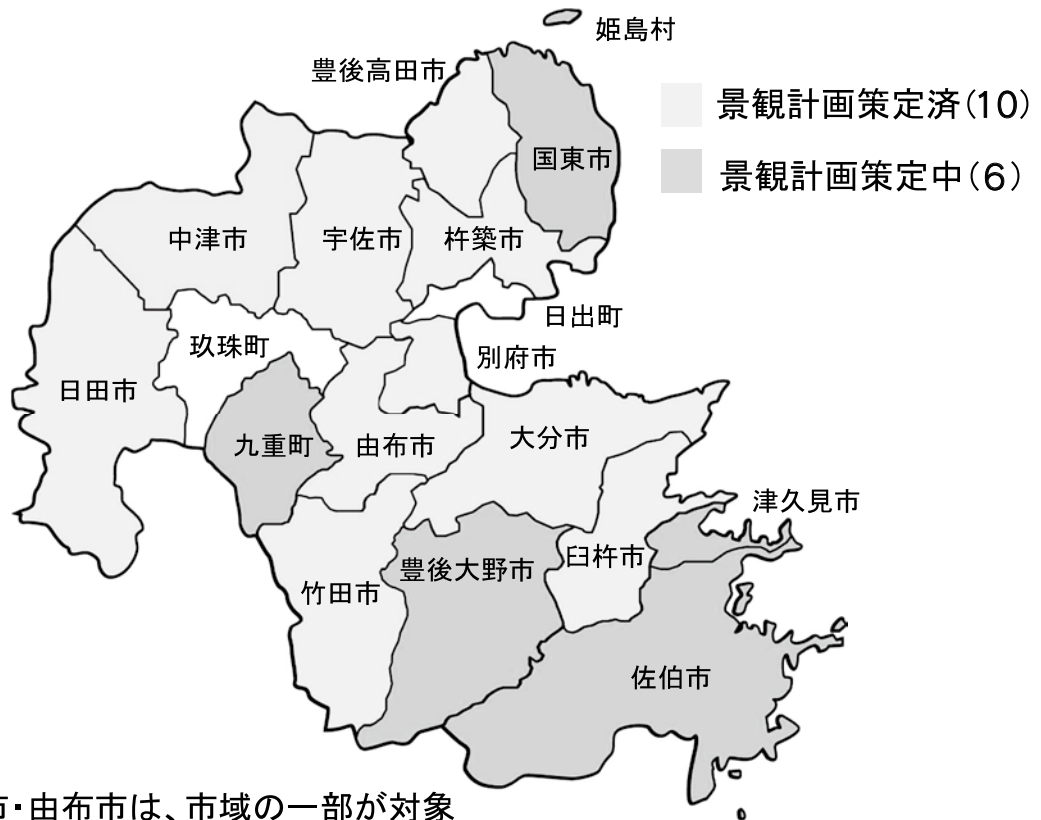 姫島村
豊後高田市
景観計画策定済(10)
国東市
景観計画策定中(6)
中津市
宇佐市
杵築市
日出町
玖珠町
別府市
日田市
九重町
由布市
大分市
津久見市
臼杵市
豊後大野市
竹田市
佐伯市
市・由布市は、市域の一部が対象